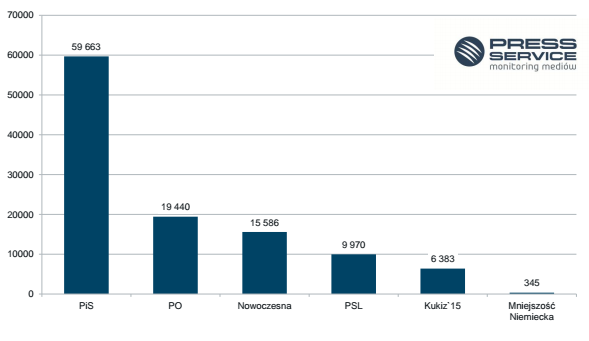 70000
60000
50000
40000
30000
20000
10000
0
59 663
19 440
15 586
9 970
6 383
345
PiS
PO
Nowoczesna
PSL
Kukiz`15
Mniejszość
Niemiecka
PRESS
SERVICE
monitoring mediów